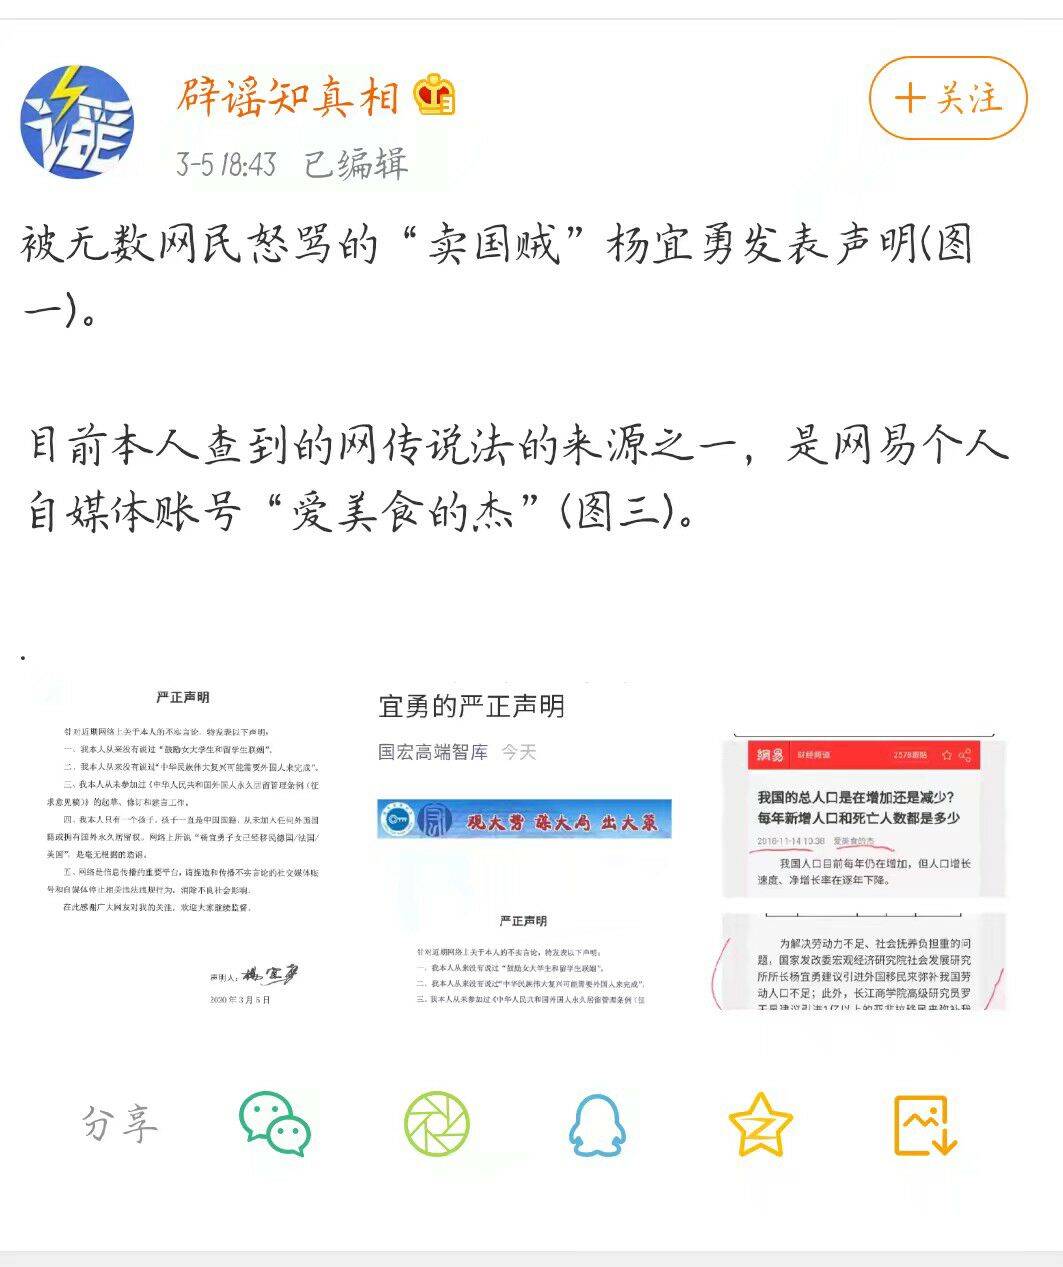 辟谣知真相
+关注
3-5 18:43 已编辑
被无数网民怒骂的“卖国贼”杨宜勇发表声明(图
一)。
目前本人查到的网传说法的来源之一，是网易个人
自媒体账号“爱美食的杰”(图三)。
.
严正声明
针对近期网络上关于本人的不实言论，特发表以下声明：
一、我本人从来没有说过“鼓励女大学生和留学生联姻”。
二、我本人从来没有说过“中华民族伟大复兴可能需要外国人来完成”。
三、我本人从未参加过《中华人民共和国外国人永久居留管理条例（征
求意见稿）》的起草、修订和建言工作。
四、我本人只有一个孩子，孩子一直是中国国籍，从未加入任何外国国
籍或拥有国外永久居留权。网络上所说“杨宜勇子女已经移民德国/法国/
美国”，是毫无根据的造谣。
五、网络是信息传播的重要平台，请捏造和传播不实言论的社交媒体账
号和自媒体停止相关违法违规行为，消除不良社会影响。
在此感谢广大网友对我的关注，欢迎大家继续监督。
声明人：杨宜勇
2020年3月5日
宜勇的严正声明
国宏高端智库 今天
观大势 谋大局 出大策
严正声明
针对近期网络上关于本人的不实言论，特发表以下声明：
一、我本人从来没有说过“鼓励女大学生和留学生联姻”。
二、我本人从来没有说过“中华民族伟大复兴可能需要外国人来完成”。
三、我本人从未参加过《中华人民共和国外国人永久居留管理条例（征
網易 财经频道 2578跟贴
我国的总人口是在增加还是减少？
每年新增人口和死亡人数都是多少
2018-11-14 10:38 爱美食的杰
我国人口目前每年仍在增加，但人口增长
速度、净增长率在逐年下降。
为解决劳动力不足、社会抚养负担重的问
题，国家发改委宏观经济研究院社会发展研究
所所长杨宜勇建议引进外国移民来弥补我国劳
动人口不足；此外，长江商学院高级研究员罗
天昊建议引进1亿以上的亚非拉移民来弥补我
分享